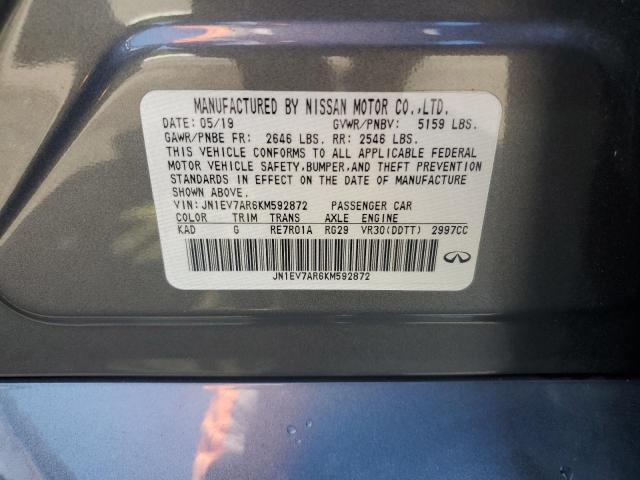 MANUFACTURED BY NISSAN MOTOR CO.,LTD.
DATE: 05/19 GVWR/PNBV: 5159 LBS.
GAWR/PNBE FR: 2646 LBS. RR: 2546 LBS.
THIS VEHICLE CONFORMS TO ALL APPLICABLE FEDERAL
MOTOR VEHICLE SAFETY,BUMPER,AND THEFT PREVENTION
STANDARDS IN EFFECT ON THE DATE OF MANUFACTURE
SHOWN ABOVE.
VIN:JN1EV7AR6KM592872 PASSENGER CAR
COLOR TRIM TRANS AXLE ENGINE
KAD G RE7R01A RG29 VR30(DDTT) 2997CC
JN1EV7AR6KM592872